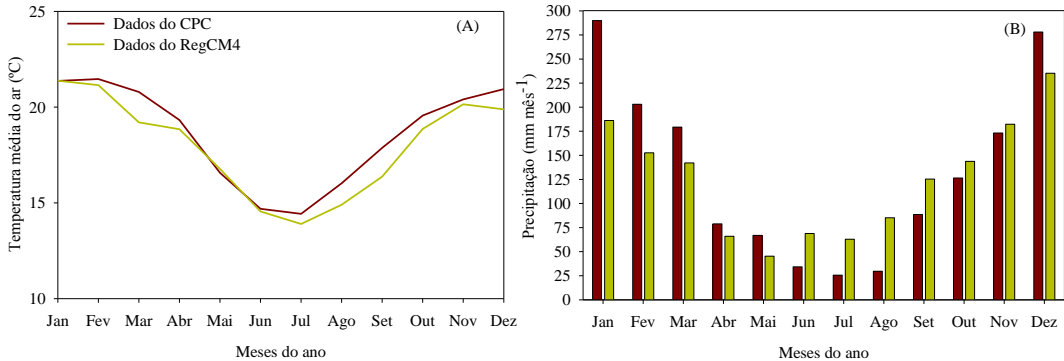 25
20
15
10
Temperatura média do ar (ºC)
Dados do CPC
Dados do RegCM4
(A)
Jan Fev Mar Abr Mai Jun Jul Ago Set Out Nov Dez
Meses do ano
300
275
250
225
200
175
150
125
100
75
50
25
0
Precipitação (mm mês⁻¹)
(B)
Jan Fev Mar Abr Mai Jun Jul Ago Set Out Nov Dez
Meses do ano